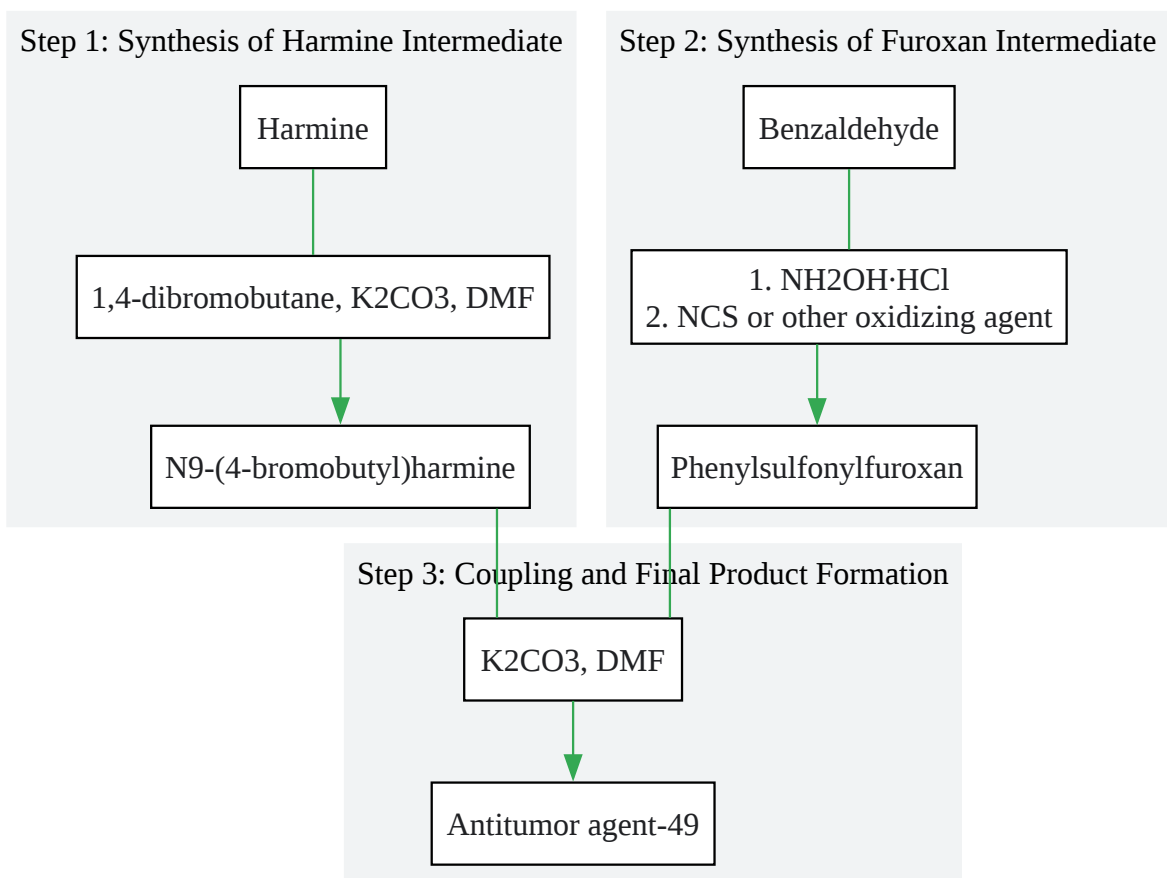 Step 1: Synthesis of Harmine Intermediate
Harmine
1,4-dibromobutane, K2CO3, DMF
N9-(4-bromobutyl)harmine
Step 2: Synthesis of Furoxan Intermediate
Benzaldehyde
1. NH2OH·HCl
2. NCS or other oxidizing agent
Phenylsulfonylfuroxan
Step 3: Coupling and Final Product Formation
K2CO3, DMF
Antitumor agent-49